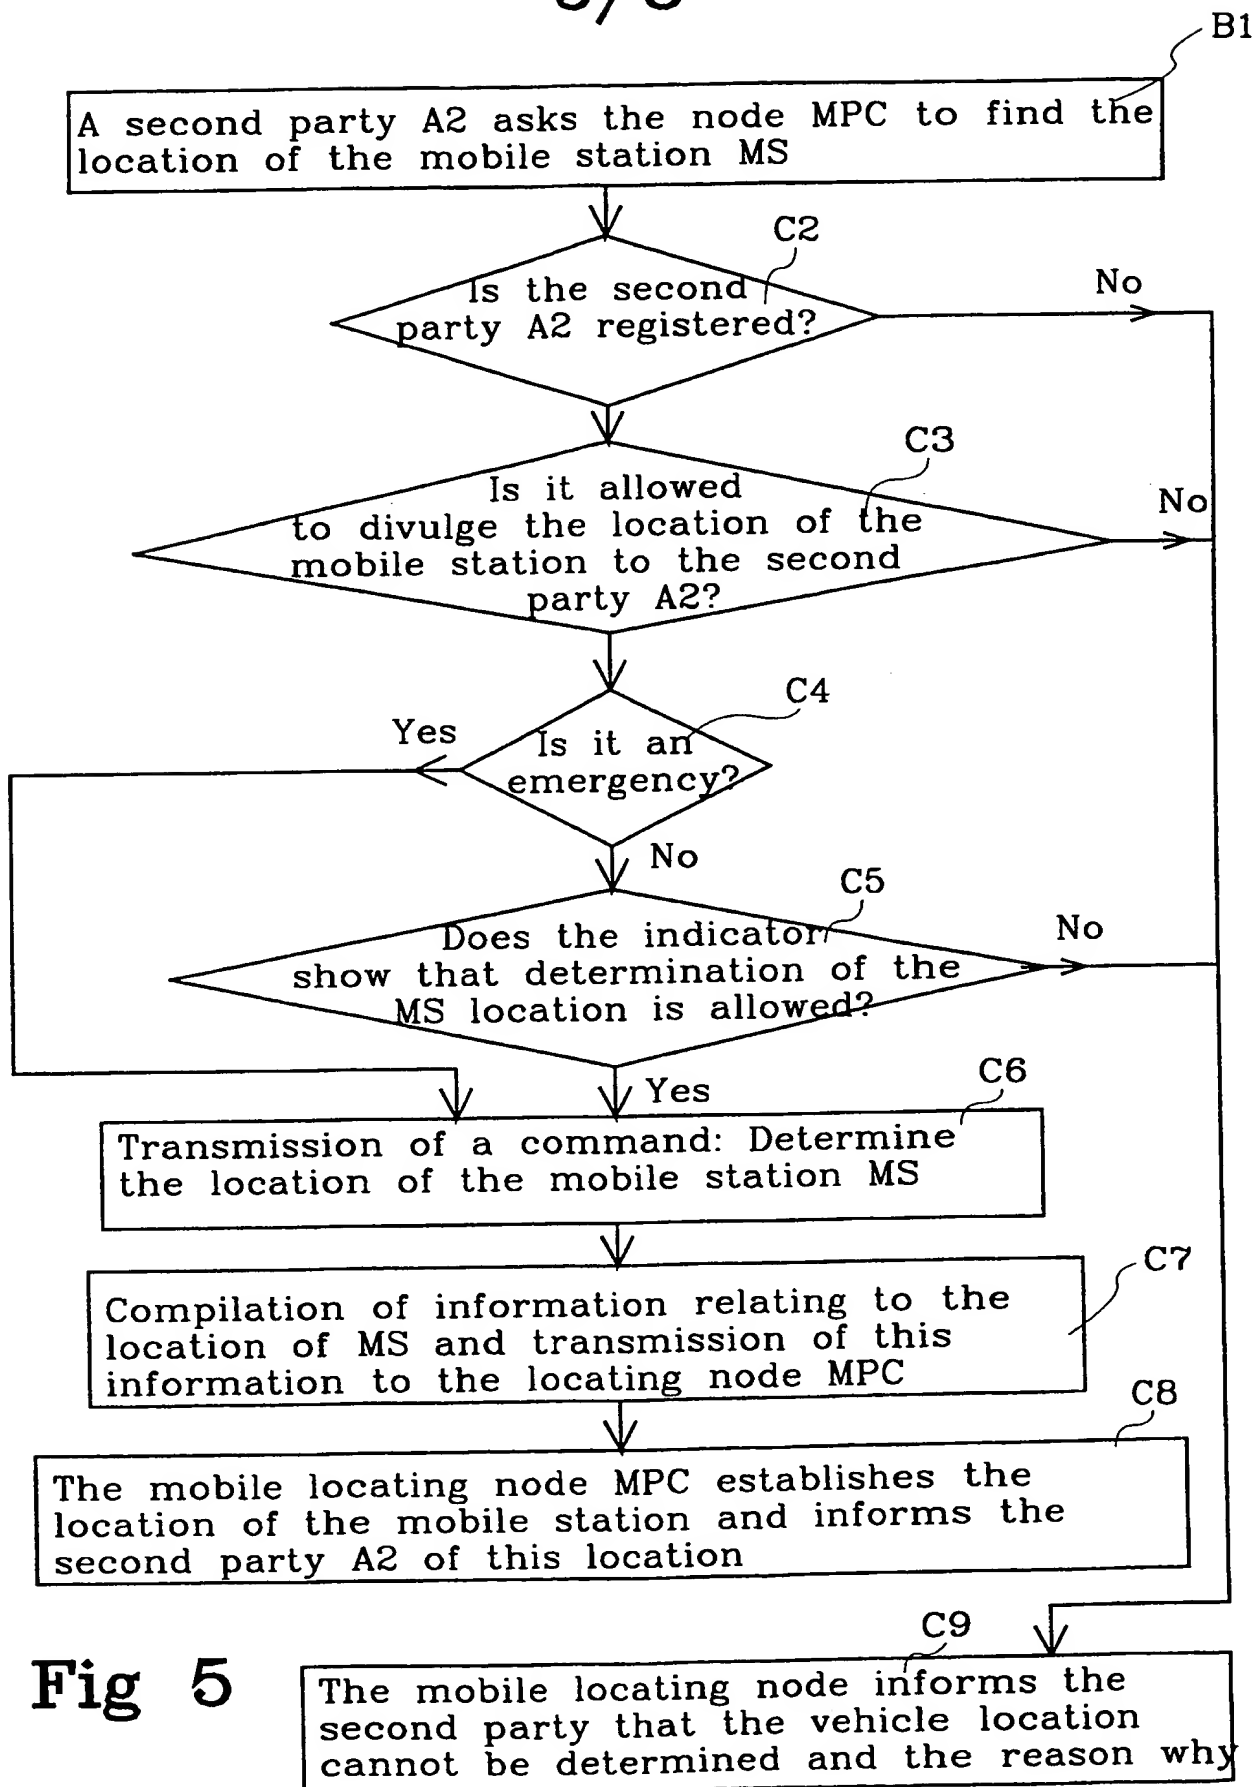 B1
A second party A2 asks the node MPC to find the
location of the mobile station MS
C2
Is the second
party A2 registered?
No
C3
Is it allowed
to divulge the location of the
mobile station to the second
party A2?
No
C4
Yes
Is it an
emergency?
No
C5
Does the indicator
show that determination of the
MS location is allowed?
No
Yes
C6
Transmission of a command: Determine
the location of the mobile station MS
C7
Compilation of information relating to the
location of MS and transmission of this
information to the locating node MPC
C8
The mobile locating node MPC establishes the
location of the mobile station and informs the
second party A2 of this location
C9
Fig 5
The mobile locating node informs the
second party that the vehicle location
cannot be determined and the reason why